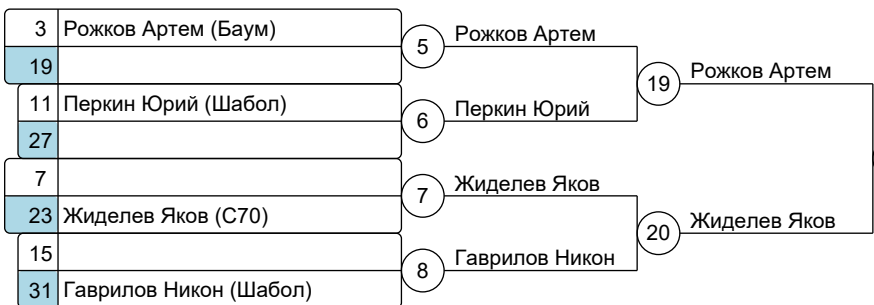 3 Рожков Артем (Баум)
19
11 Перкин Юрий (Шабол)
27
7
23 Жиделев Яков (С70)
15
31 Гаврилов Никон (Шабол)
5 Рожков Артем
6 Перкин Юрий
7 Жиделев Яков
8 Гаврилов Никон
19 Рожков Артем
20 Жиделев Яков